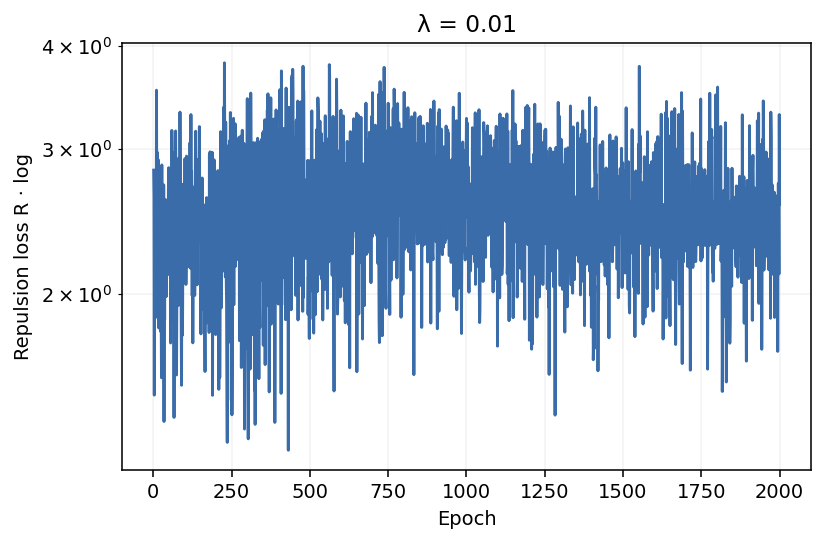 λ = 0.01
Repulsion loss R · log
4 × 10⁰
3 × 10⁰
2 × 10⁰
0 250 500 750 1000 1250 1500 1750 2000
Epoch